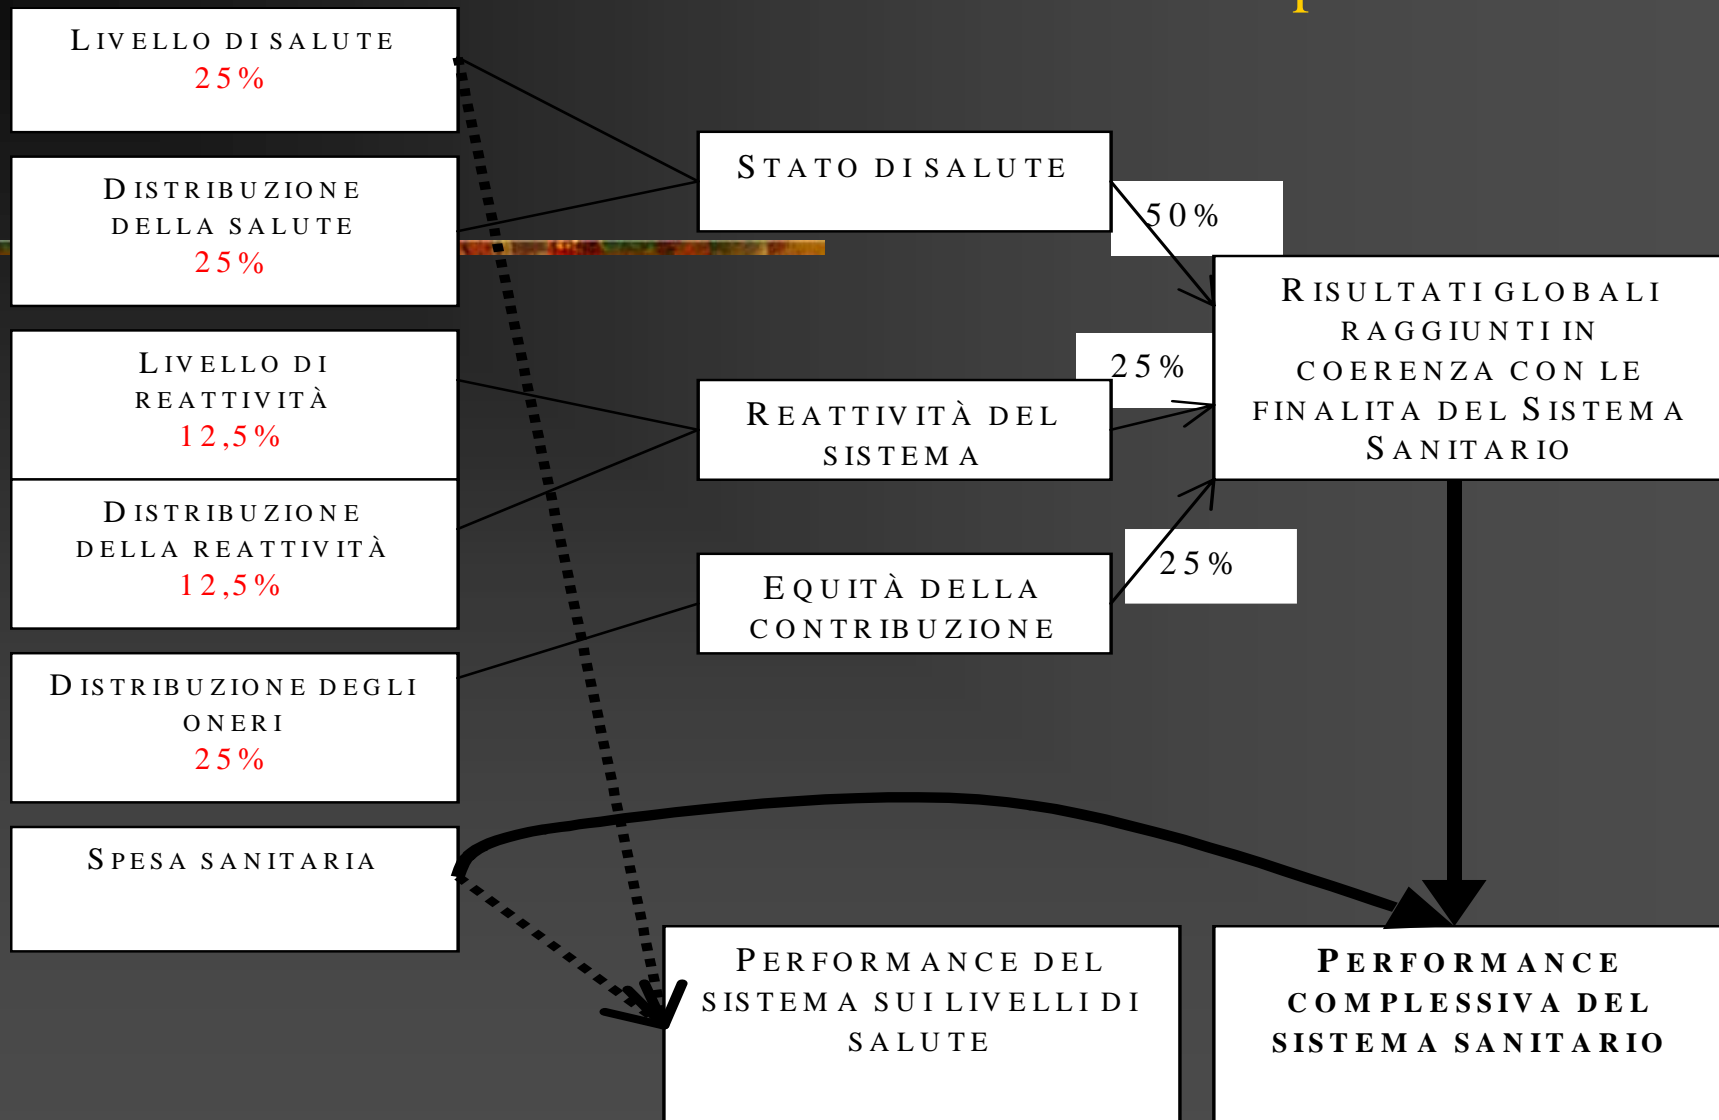 LIVELLO DI SALUTE
25%
DISTRIBUZIONE
DELLA SALUTE
25%
LIVELLO DI
REATTIVITÀ
12,5%
DISTRIBUZIONE
DELLA REATTIVITÀ
12,5%
DISTRIBUZIONE DEGLI
ONERI
25%
SPESA SANITARIA
STATO DI SALUTE
50%
REATTIVITÀ DEL
SISTEMA
25%
EQUITÀ DELLA
CONTRIBUZIONE
25%
RISULTATI GLOBALI
RAGGIUNTI IN
COERENZA CON LE
FINALITA DEL SISTEMA
SANITARIO
PERFORMANCE DEL
SISTEMA SUI LIVELLI DI
SALUTE
PERFORMANCE
COMPLESSIVA DEL
SISTEMA SANITARIO